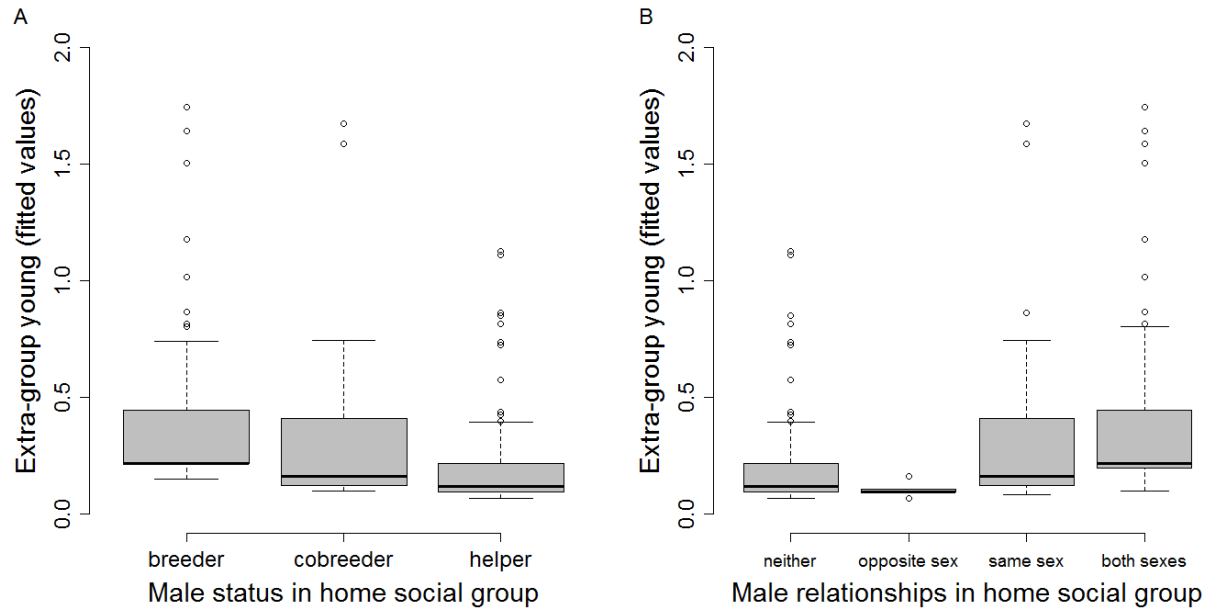 A
Extra-group young (fitted values)
2.0
1.5
1.0
0.5
0.0
breeder cobreeder helper
Male status in home social group
B
Extra-group young (fitted values)
2.0
1.5
1.0
0.5
0.0
neither opposite sex same sex both sexes
Male relationships in home social group